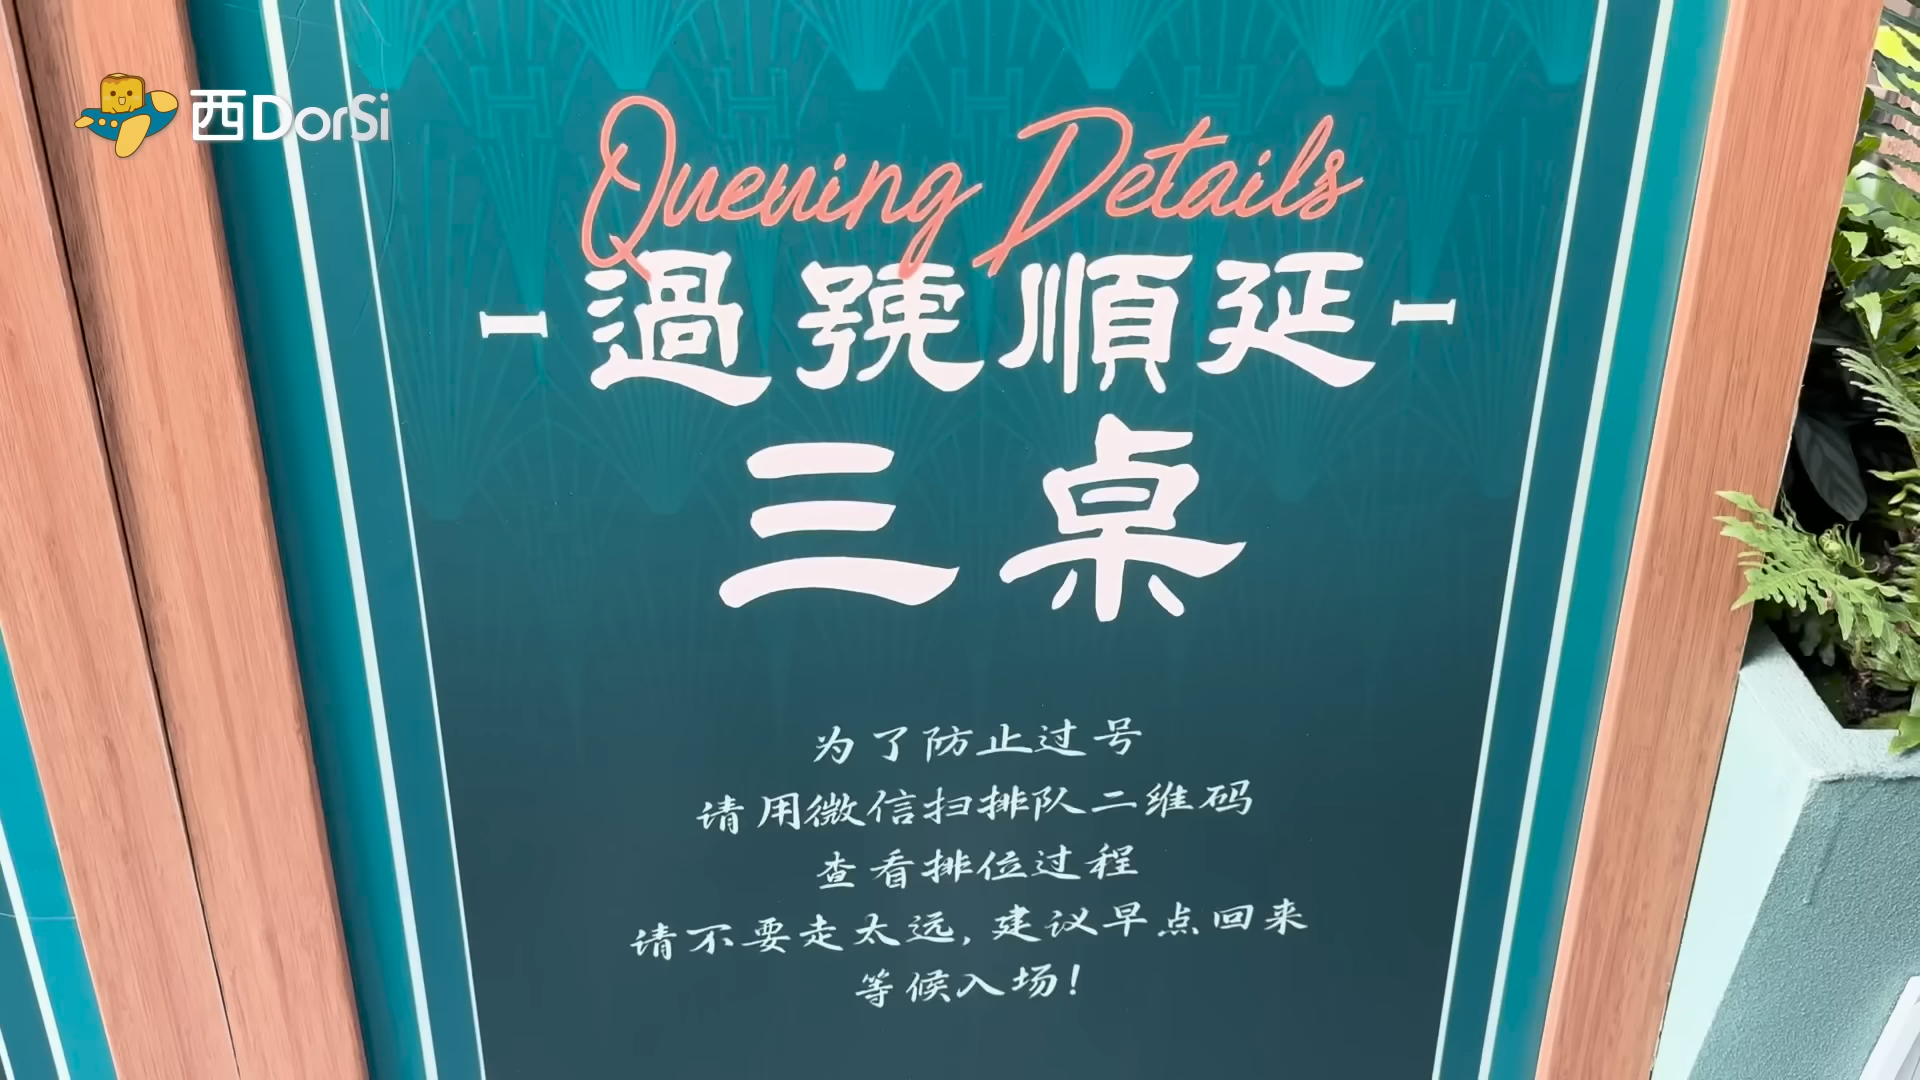 西DorSi
Queuing Details
過號順延
三桌
为了防止过号
请用微信扫排队二维码
查看排位过程
请不要走太远,建议早点回来
等候入场!